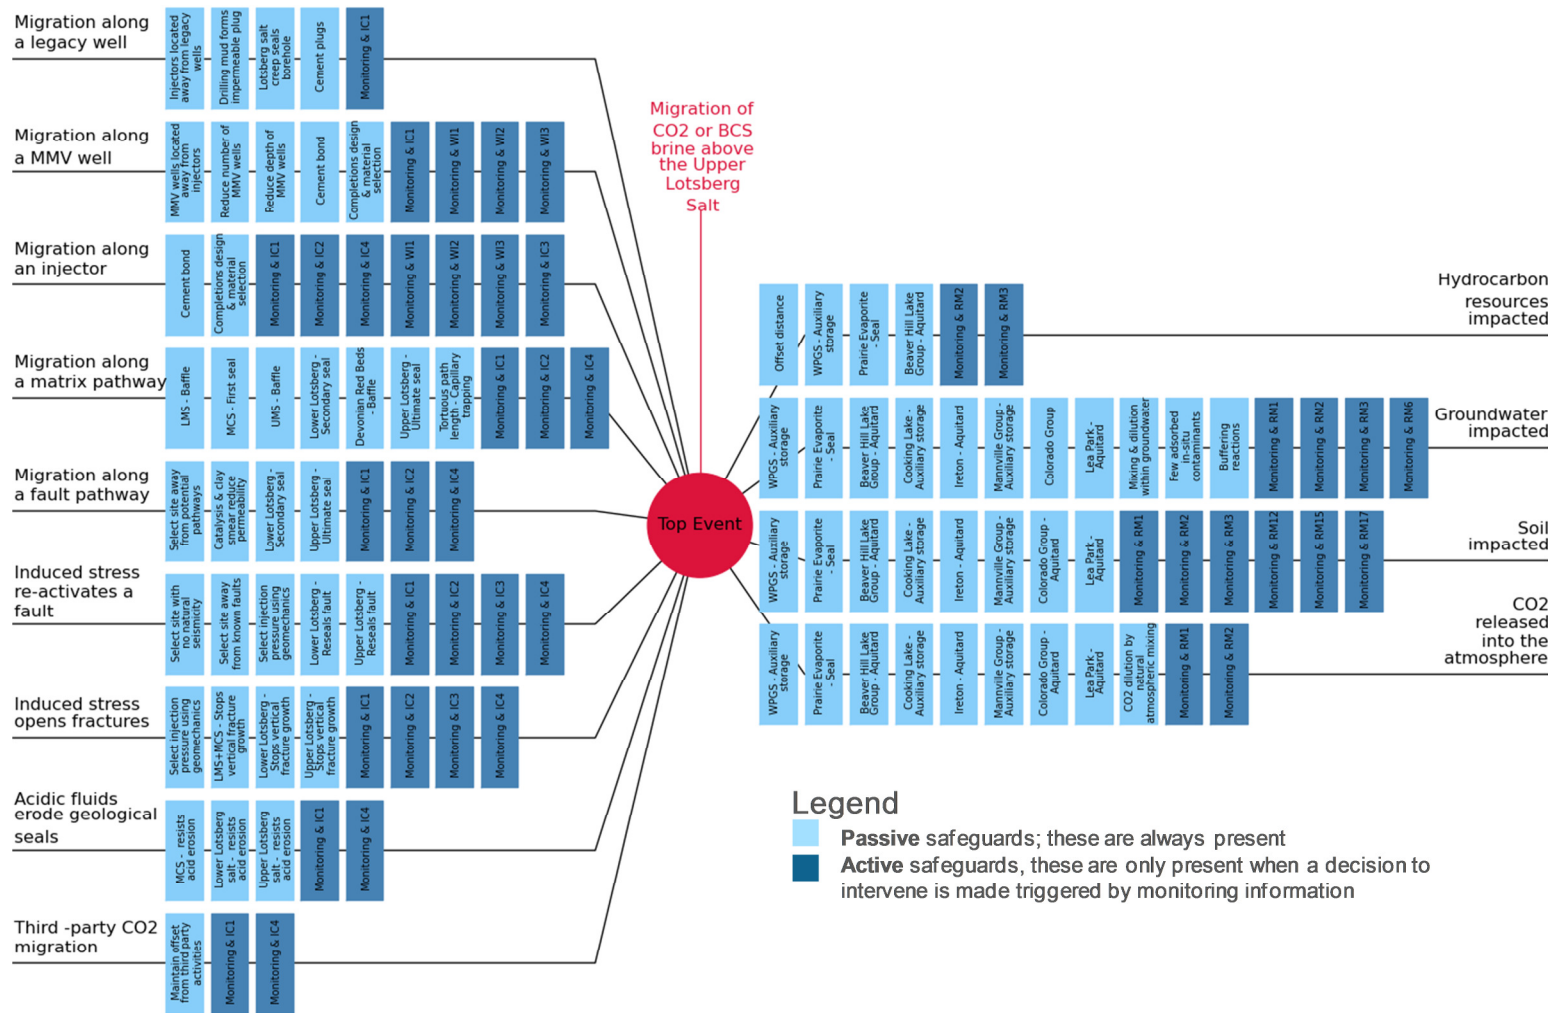 Migration along
a legacy well
Injectors located
away from legacy
wells
Drilling mud forms
impermeable plug
Lotsberg salt
creep seals
borehole
Cement plugs
Monitoring & IC1
Migration along
a MMV well
MMV wells located
away from
injectors
Reduce number of
MMV wells
Reduce depth of
MMV wells
Cement bond
Completions design
& material
selection
Monitoring & IC1
Monitoring & WI1
Monitoring & WI2
Monitoring & WI3
Migration along
an injector
Cement bond
Completions design
& material
selection
Monitoring & IC1
Monitoring & IC2
Monitoring & IC4
Monitoring & WI1
Monitoring & WI2
Monitoring & WI3
Monitoring & IC3
Migration along
a matrix pathway
LMS - Baffle
MCS - First seal
UMS - Baffle
Lower Lotsberg -
Secondary seal
Devonian Red Beds
- Baffle
Upper Lotsberg -
Ultimate seal
Tortuous path
length - Capillary
trapping
Monitoring & IC1
Monitoring & IC2
Monitoring & IC4
Migration along
a fault pathway
Select site away
from potential
pathways
Catalysis & clay
smear reduce
permeability
Lower Lotsberg -
Secondary seal
Upper Lotsberg -
Ultimate seal
Monitoring & IC1
Monitoring & IC2
Monitoring & IC4
Induced stress
re-activates a
fault
Select site with
no natural
seismicity
Select site away
from known faults
Select injection
pressure using
geomechanics
Lower Lotsberg -
Reseals fault
Upper Lotsberg -
Reseals fault
Monitoring & IC1
Monitoring & IC2
Monitoring & IC3
Monitoring & IC4
Induced stress
opens fractures
Select injection
pressure using
geomechanics
LMS+MCS - Stops
vertical fracture
growth
Lower Lotsberg -
Stops vertical
fracture growth
Upper Lotsberg -
Stops vertical
fracture growth
Monitoring & IC1
Monitoring & IC2
Monitoring & IC3
Monitoring & IC4
Acidic fluids
erode geological
seals
MCS - resists
acid erosion
Lower Lotsberg
salt - resists
acid erosion
Upper Lotsberg
salt - resists
acid erosion
Monitoring & IC1
Monitoring & IC4
Third -party CO2
migration
Maintain offset
from third party
activities
Monitoring & IC1
Monitoring & IC4
Migration of
CO2 or BCS
brine above
the Upper
Lotsberg
Salt
Top Event
Hydrocarbon
resources
impacted
Offset distance
WPGS - Auxiliary
storage
Prairie Evaporite
- Seal
Beaver Hill Lake
Group - Aquitard
Monitoring & RM2
Monitoring & RM3
Groundwater
impacted
WPGS - Auxiliary
storage
Prairie Evaporite
- Seal
Beaver Hill Lake
Group - Aquitard
Cooking Lake -
Auxiliary storage
Ireton - Aquitard
Mannville Group -
Auxiliary storage
Colorado Group
Lea Park -
Aquitard
Mixing & dilution
within groundwater
Few adsorbed
in-situ
contaminants
Buffering
reactions
Monitoring & RN1
Monitoring & RN2
Monitoring & RN3
Monitoring & RN6
Soil
impacted
WPGS - Auxiliary
storage
Prairie Evaporite
- Seal
Beaver Hill Lake
Group - Aquitard
Cooking Lake -
Auxiliary storage
Ireton - Aquitard
Mannville Group -
Auxiliary storage
Colorado Group -
Aquitard
Lea Park -
Aquitard
Monitoring & RM1
Monitoring & RM2
Monitoring & RM3
Monitoring & RM12
Monitoring & RM15
Monitoring & RM17
CO2
released
into the
atmosphere
WPGS - Auxiliary
storage
Prairie Evaporite
- Seal
Beaver Hill Lake
Group - Aquitard
Cooking Lake -
Auxiliary storage
Ireton - Aquitard
Mannville Group -
Auxiliary storage
Colorado Group -
Aquitard
Lea Park -
Aquitard
CO2 dilution by
natural
atmospheric mixing
Monitoring & RM1
Monitoring & RM2
Legend
Passive safeguards; these are always present
Active safeguards, these are only present when a decision to
intervene is made triggered by monitoring information